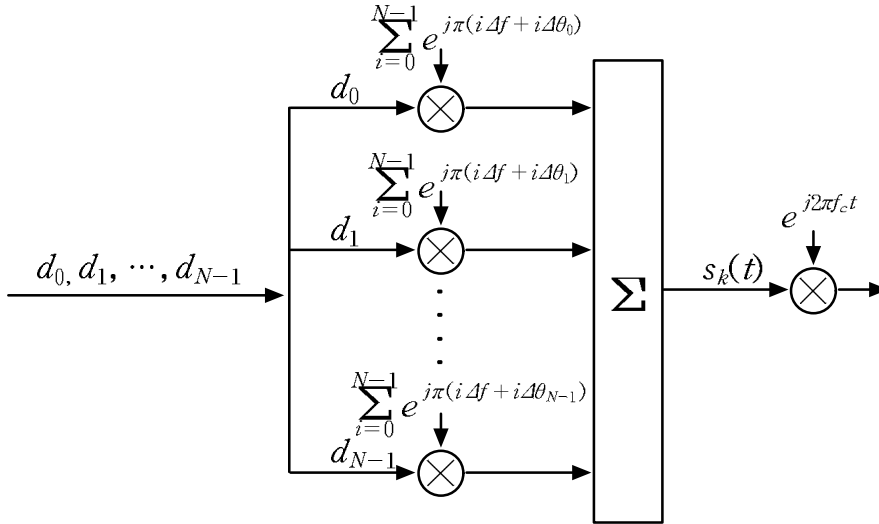 N−1
∑ e^{jπ(iΔf + iΔθ_0)}
i=0
d_0
N−1
∑ e^{jπ(iΔf + iΔθ_1)}
i=0
d_1
e^{j2πf_c t}
d_0, d_1, ⋯, d_{N−1}
∑
s_k(t)
N−1
∑ e^{jπ(iΔf + iΔθ_{N−1})}
i=0
d_{N−1}